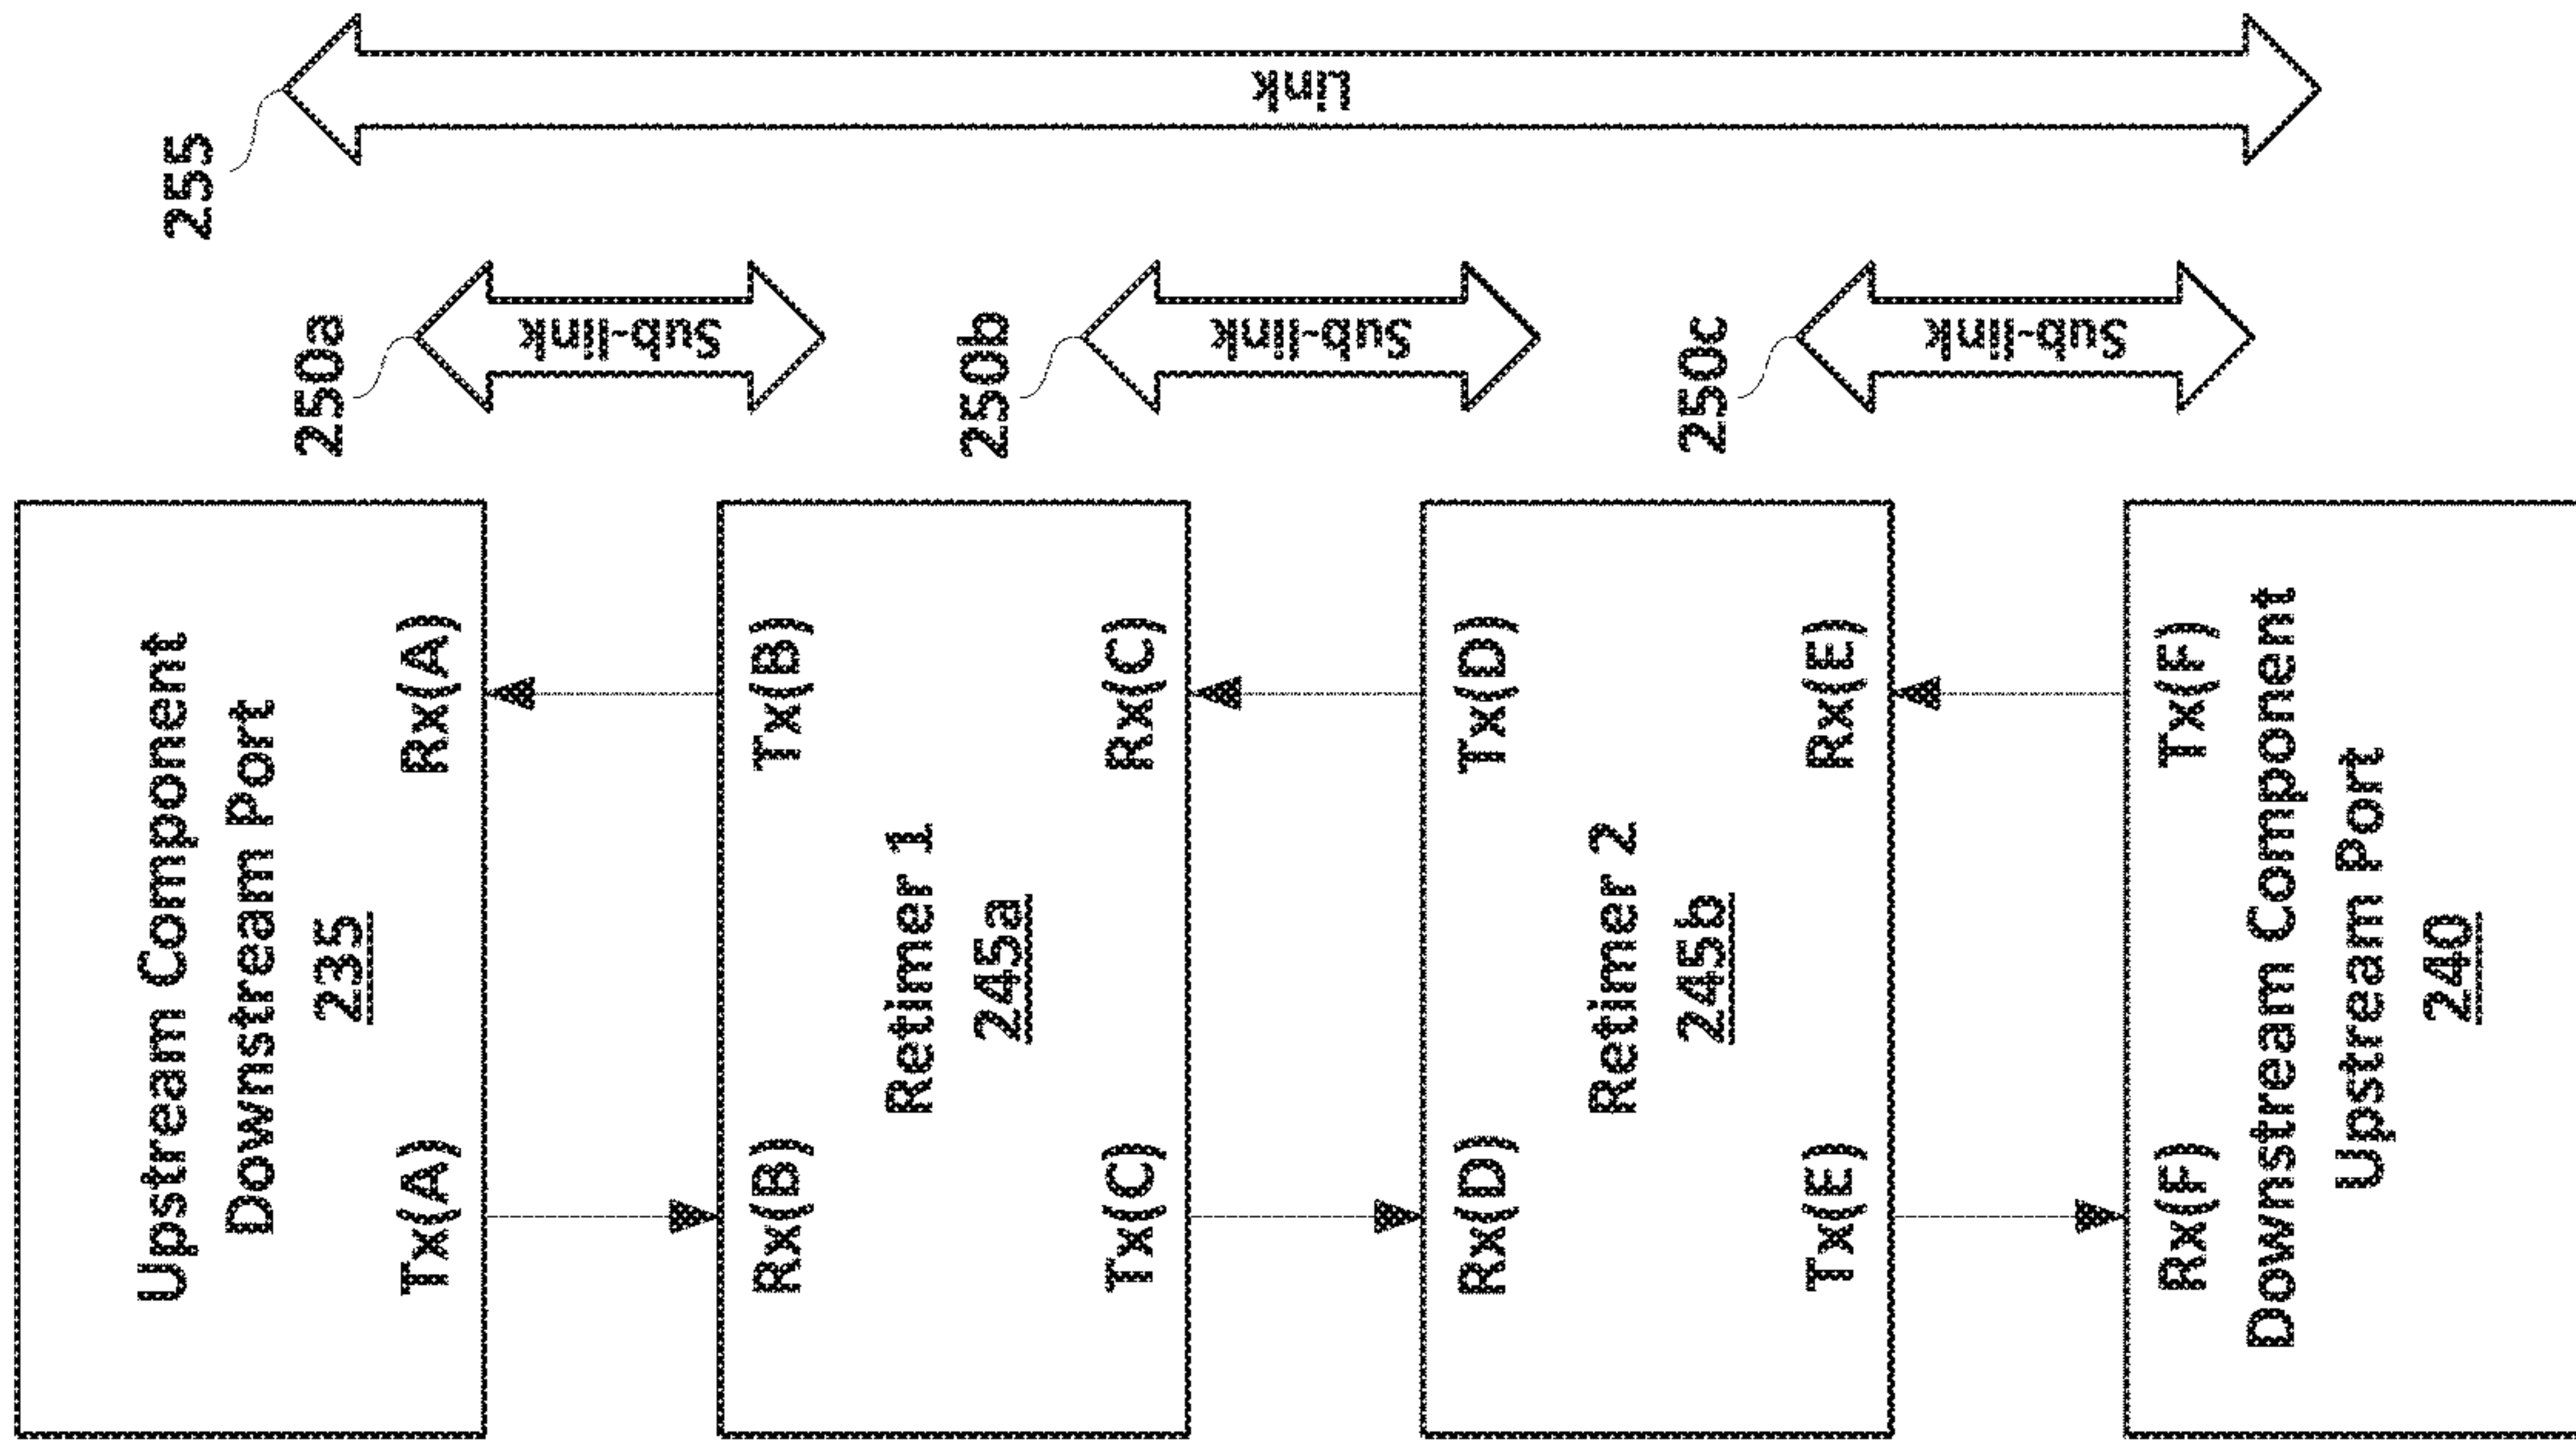 Upstream Component
Downstream Port
235
Tx(A)
Rx(A)
Rx(B)
Tx(B)
Retimer 1
245a
Tx(C)
Rx(C)
Rx(D)
Tx(D)
Retimer 2
245b
Tx(E)
Rx(E)
Rx(F)
Tx(F)
Downstream Component
Upstream Port
240
250a
Sub-link
250b
Sub-link
250c
Sub-link
255
Link